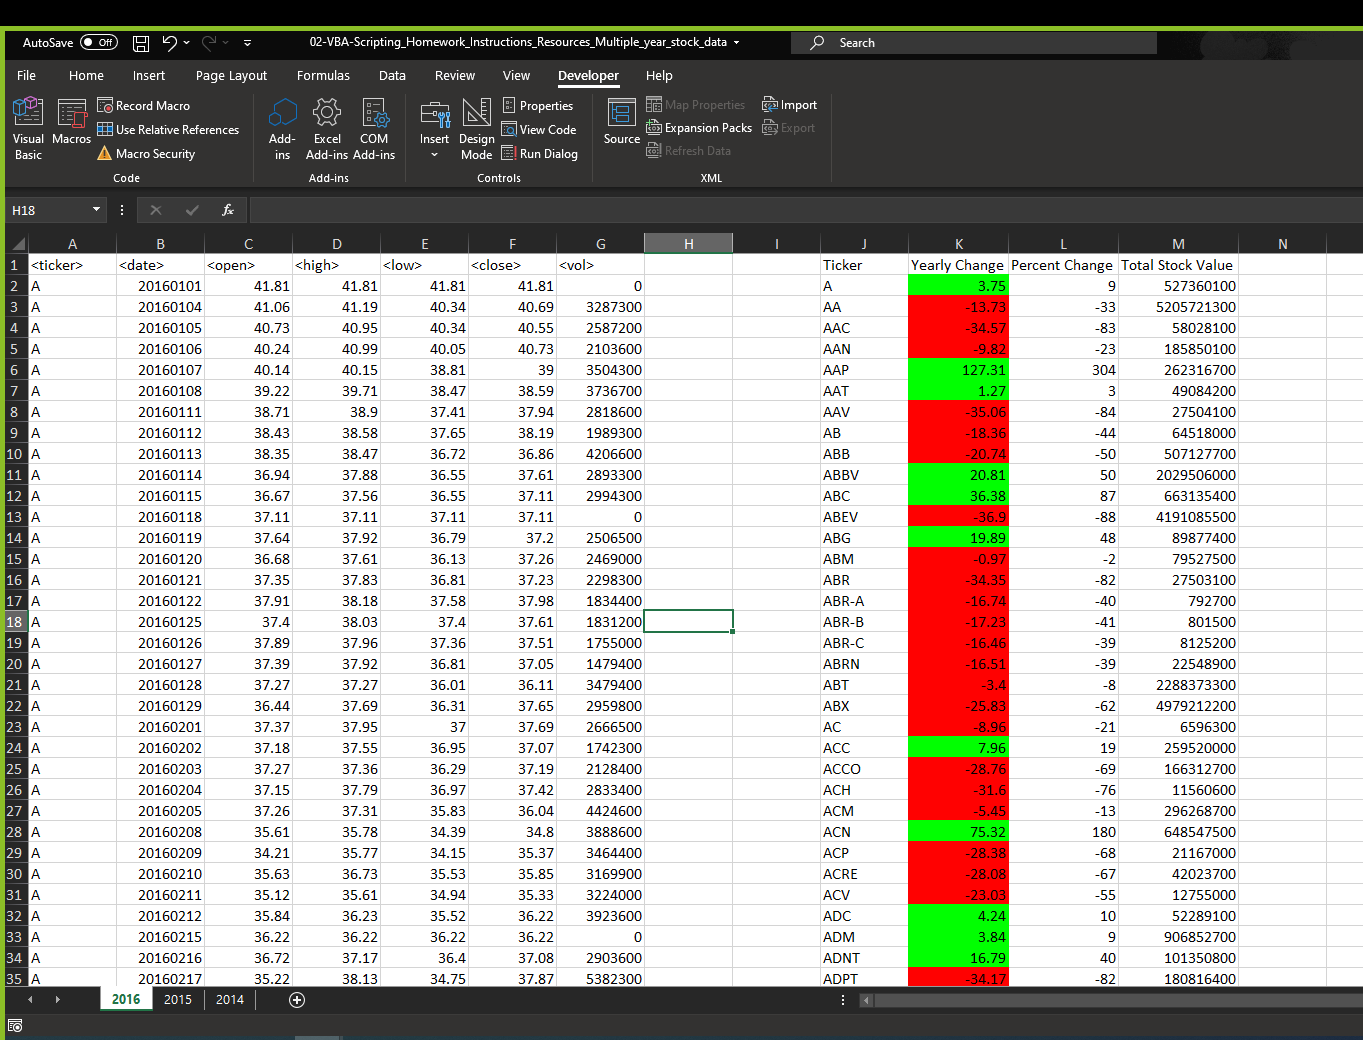 AutoSave Off 02-VBA-Scripting_Homework_Instructions_Resources_Multiple_year_stock_data Search
File Home Insert Page Layout Formulas Data Review View Developer Help
Visual Basic
Macros
Record Macro
Use Relative References
Macro Security
Code
Add-ins
Excel Add-ins
COM Add-ins
Add-ins
Insert
Design Mode
Properties
View Code
Run Dialog
Controls
Source
Map Properties
Expansion Packs
Refresh Data
Import
Export
XML
H18 fx
A B C D E F G H I J K L M N
1 <ticker> <date> <open> <high> <low> <close> <vol> Ticker Yearly Change Percent Change Total Stock Value
2 A 20160101 41.81 41.81 41.81 41.81 0 A 3.75 9 527360100
3 A 20160104 41.06 41.19 40.34 40.69 3287300 AA -13.73 -33 5205721300
4 A 20160105 40.73 40.95 40.34 40.55 2587200 AAC -34.57 -83 58028100
5 A 20160106 40.24 40.99 40.05 40.73 2103600 AAN -9.82 -23 185850100
6 A 20160107 40.14 40.15 38.81 39 3504300 AAP 127.31 304 262316700
7 A 20160108 39.22 39.71 38.47 38.59 3736700 AAT 1.27 3 49084200
8 A 20160111 38.71 38.9 37.41 37.94 2818600 AAV -35.06 -84 27504100
9 A 20160112 38.43 38.58 37.65 38.19 1989300 AB -18.36 -44 64518000
10 A 20160113 38.35 38.47 36.72 36.86 4206600 ABB -20.74 -50 507127700
11 A 20160114 36.94 37.88 36.55 37.61 2893300 ABBV 20.81 50 2029506000
12 A 20160115 36.67 37.56 36.55 37.11 2994300 ABC 36.38 87 663135400
13 A 20160118 37.11 37.11 37.11 37.11 0 ABEV -36.9 -88 4191085500
14 A 20160119 37.64 37.92 36.79 37.2 2506500 ABG 19.89 48 89877400
15 A 20160120 36.68 37.61 36.13 37.26 2469000 ABM -0.97 -2 79527500
16 A 20160121 37.35 37.83 36.81 37.23 2298300 ABR -34.35 -82 27503100
17 A 20160122 37.91 38.18 37.58 37.98 1834400 ABR-A -16.74 -40 792700
18 A 20160125 37.4 38.03 37.4 37.61 1831200 ABR-B -17.23 -41 801500
19 A 20160126 37.89 37.96 37.36 37.51 1755000 ABR-C -16.46 -39 8125200
20 A 20160127 37.39 37.92 36.81 37.05 1479400 ABRN -16.51 -39 22548900
21 A 20160128 37.27 37.27 36.01 36.11 3479400 ABT -3.4 -8 2288373300
22 A 20160129 36.44 37.69 36.31 37.65 2959800 ABX -25.83 -62 4979212200
23 A 20160201 37.37 37.95 37 37.69 2666500 AC -8.96 -21 6596300
24 A 20160202 37.18 37.55 36.95 37.07 1742300 ACC 7.96 19 259520000
25 A 20160203 37.27 37.36 36.29 37.19 2128400 ACCO -28.76 -69 166312700
26 A 20160204 37.15 37.79 36.97 37.42 2833400 ACH -31.6 -76 11560600
27 A 20160205 37.26 37.31 35.83 36.04 4424600 ACM -5.45 -13 296268700
28 A 20160208 35.61 35.78 34.39 34.8 3888600 ACN 75.32 180 648547500
29 A 20160209 34.21 35.77 34.15 35.37 3464400 ACP -28.38 -68 21167000
30 A 20160210 35.63 36.73 35.53 35.85 3169900 ACRE -28.08 -67 42023700
31 A 20160211 35.12 35.61 34.94 35.33 3224000 ACV -23.03 -55 12755000
32 A 20160212 35.84 36.23 35.52 36.22 3923600 ADC 4.24 10 52289100
33 A 20160215 36.22 36.22 36.22 36.22 0 ADM 3.84 9 906852700
34 A 20160216 36.72 37.17 36.4 37.08 2903600 ADNT 16.79 40 101350800
35 A 20160217 35.22 38.13 34.75 37.87 5382300 ADPT -34.17 -82 180816400
2016 2015 2014